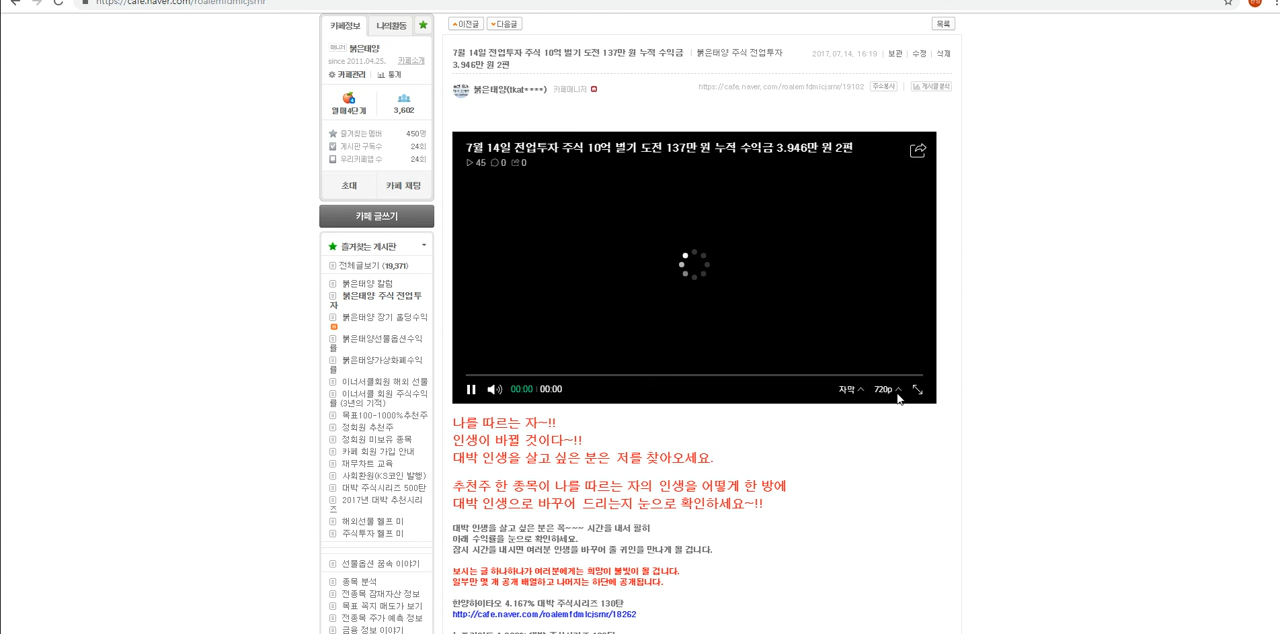 https://cafe.naver.com/roalemfdmlcjsrnr
카페정보
나의활동
매니저 붉은태양
since 2011.04.25.
카페소개
카페관리
통계
열매4단계
3,602
즐겨찾는 멤버 450명
게시판 구독수 24회
우리카페앱 수 24회
초대
카페 채팅
카페 글쓰기
즐겨찾는 게시판
전체글보기 (19,371)
붉은태양 칼럼
붉은태양 주식 전업투
자
붉은태양 장기 홀딩수익
붉은태양선물옵션수익
률
붉은태양가상화폐수익
률
이너서클회원 해외 선물
이너서클 회원 주식수익
률 (3년의 기적)
목표100-1000%추천주
정회원 추천주
정회원 미보유 종목
카페 회원 가입 안내
재무차트 교육
사회환원(KS코인 발행)
대박 주식시리즈 500탄
2017년 대박 추천시리
즈
해외선물 헬프 미
주식투자 헬프 미
선물옵션 꿈속 이야기
종목 분석
전종목 잠재자산 정보
목표 꼭지 매도가 보기
전종목 주가 예측 정보
금융 정보 이야기
이전글
다음글
목록
7월 14일 전업투자 주식 10억 벌기 도전 137만 원 누적 수익금
3.946만 원 2편
붉은태양 주식 전업투자
2017.07.14. 16:19
보관
수정
삭제
붉은태양(tkat****)
카페매니저
https://cafe.naver.com/roalemfdmlcjsrnr/19102
주소복사
게시글 분석
7월 14일 전업투자 주식 10억 벌기 도전 137만 원 누적 수익금 3.946만 원 2편
45 0 0
00:00 00:00
자막
720p
나를 따르는 자~!!
인생이 바뀔 것이다~!!
대박 인생을 살고 싶은 분은 저를 찾아오세요.
추천주 한 종목이 나를 따르는 자의 인생을 어떻게 한 방에
대박 인생으로 바꾸어 드리는지 눈으로 확인하세요~!!
대박 인생을 살고 싶은 분은 꼭~~~ 시간을 내서 필히
아래 수익률을 눈으로 확인하세요.
잠시 시간을 내시면 여러분 인생을 바꾸어 줄 귀인을 만나게 될 겁니다.
보시는 글 하나하나가 여러분에게는 희망이 불빛이 될 겁니다.
일부만 몇 개 공개 배열하고 나머지는 하단에 공개됩니다.
한양하이타오 4.167% 대박 주식시리즈 130탄
http://cafe.naver.com/roalemfdmlcjsrnr/18262